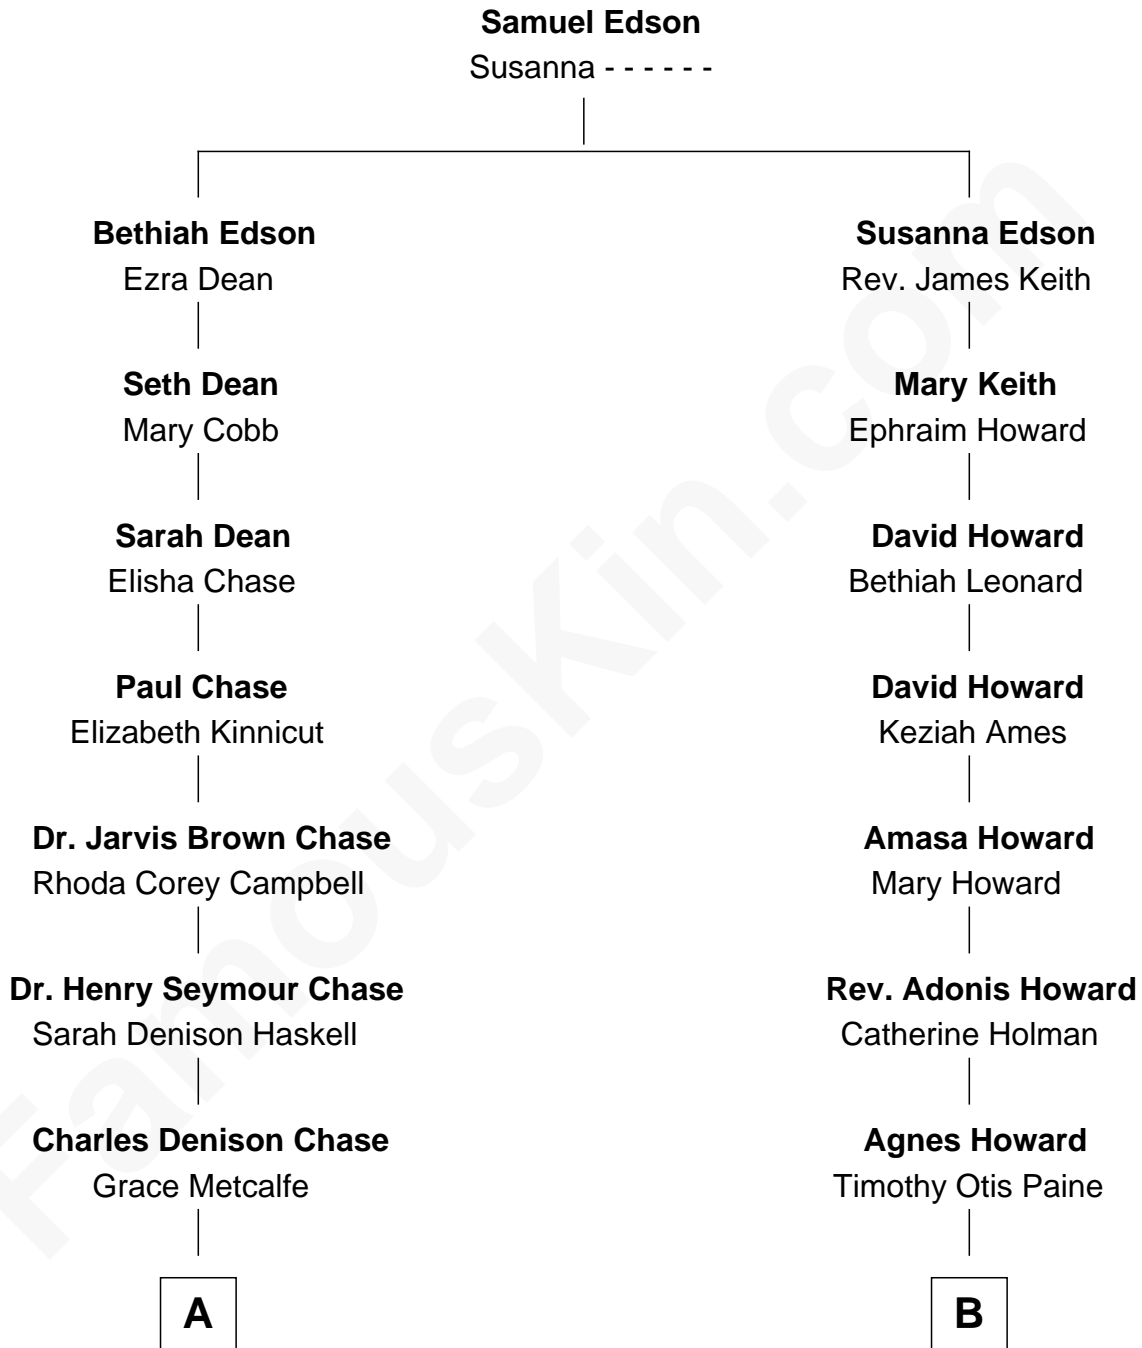 Samuel Edson
Susanna - - - - - -
Bethiah Edson
Ezra Dean
Susanna Edson
Rev. James Keith
Seth Dean
Mary Cobb
Mary Keith
Ephraim Howard
Sarah Dean
Elisha Chase
David Howard
Bethiah Leonard
Paul Chase
Elizabeth Kinnicut
David Howard
Keziah Ames
Dr. Jarvis Brown Chase
Rhoda Corey Campbell
Amasa Howard
Mary Howard
Dr. Henry Seymour Chase
Sarah Denison Haskell
Rev. Adonis Howard
Catherine Holman
Charles Denison Chase
Grace Metcalfe
Agnes Howard
Timothy Otis Paine
A
B
FamousKin.com